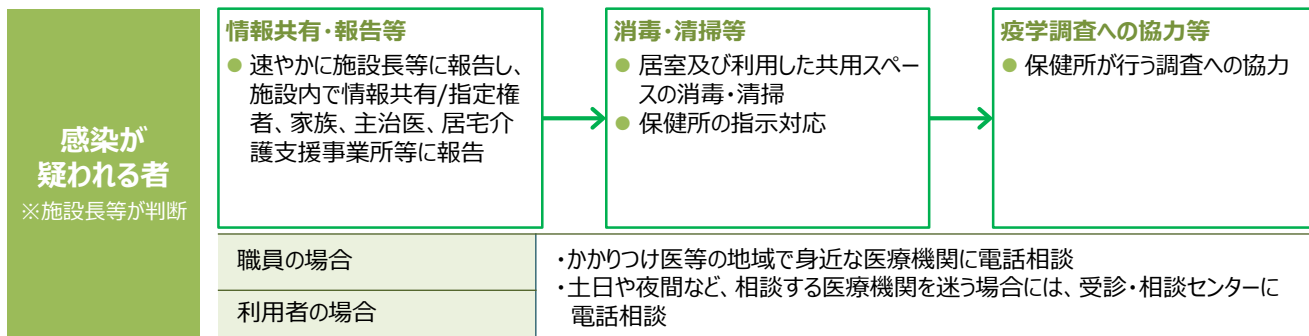 感染が
疑われる者
※施設長等が判断
情報共有・報告等
● 速やかに施設長等に報告し、
施設内で情報共有/指定権
者、家族、主治医、居宅介
護支援事業所等に報告
消毒・清掃等
● 居室及び利用した共用スペー
スの消毒・清掃
● 保健所の指示対応
疫学調査への協力等
● 保健所が行う調査への協力
職員の場合
利用者の場合
・かかりつけ医等の地域で身近な医療機関に電話相談
・土日や夜間など、相談する医療機関を迷う場合には、受診・相談センターに
電話相談